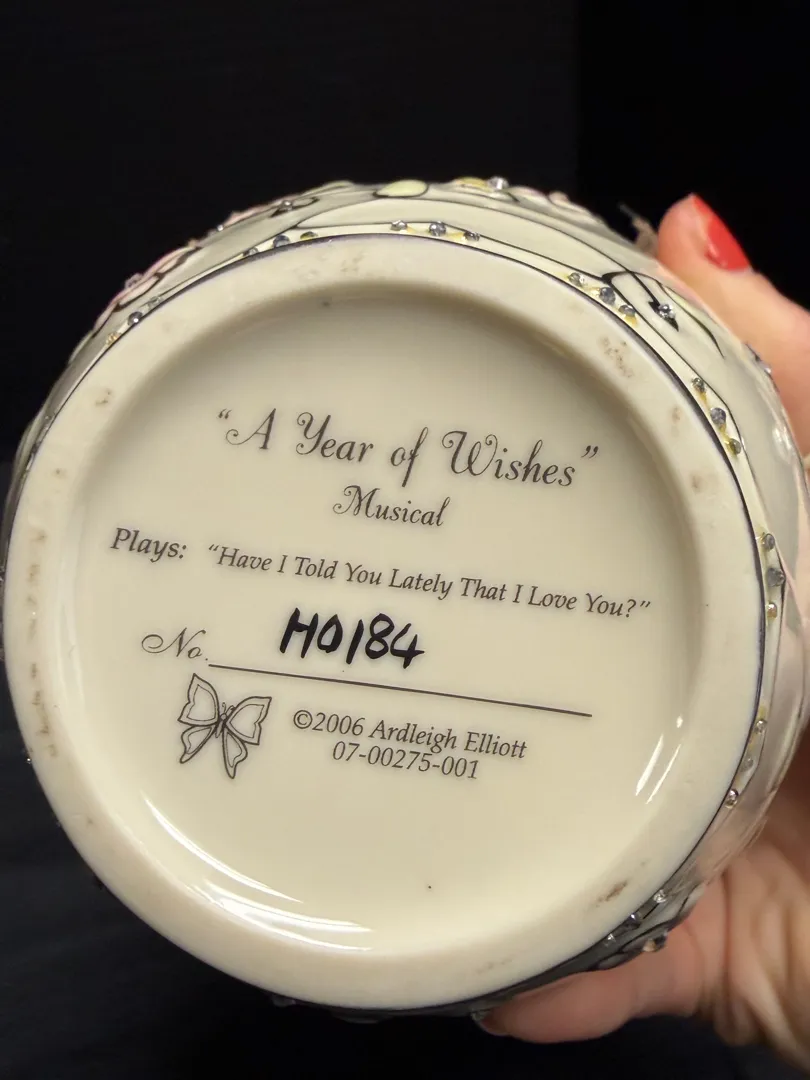 “A Year of Wishes”
Musical
Plays: “Have I Told You Lately That I Love You?”
No. H0184
©2006 Ardleigh Elliott
07-00275-001